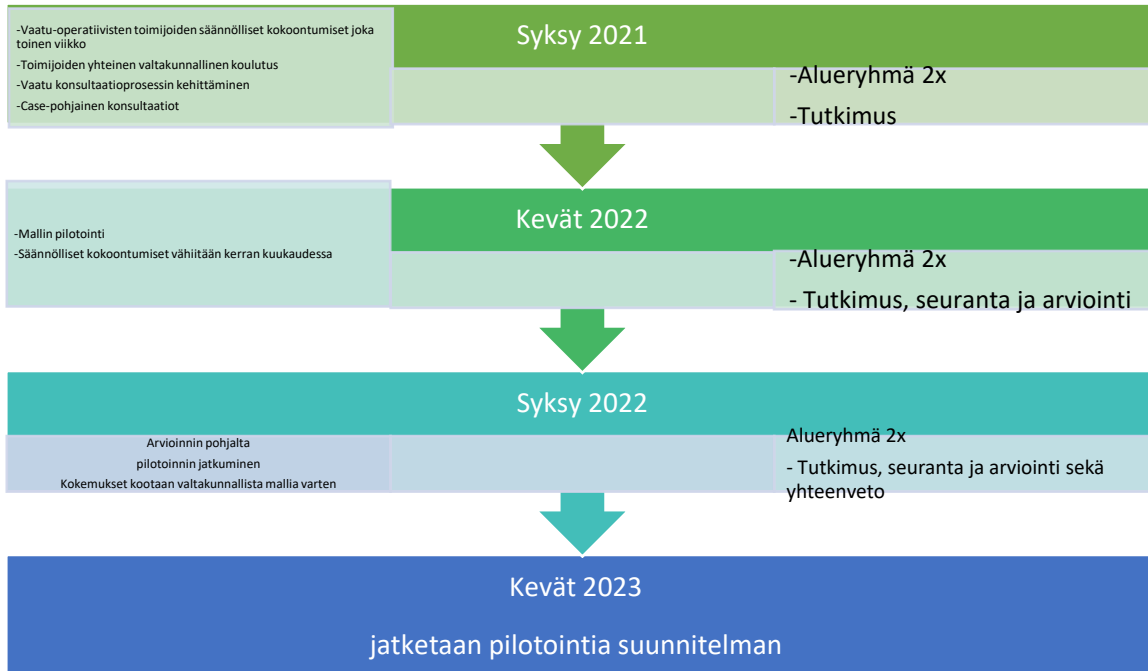 Syksy 2021
-Vaatu-operatiivisten toimijoiden säännölliset kokoontumiset joka
toinen viikko
-Toimijoiden yhteinen valtakunnallinen koulutus
-Vaatu konsultaatioprosessin kehittäminen
-Case-pohjainen konsultaatiot
-Alueryhmä 2x
-Tutkimus
Kevät 2022
-Mallin pilotointi
-Säännölliset kokoontumiset vähiitään kerran kuukaudessa
-Alueryhmä 2x
- Tutkimus, seuranta ja arviointi
Syksy 2022
Arvioinnin pohjalta
pilotoinnin jatkuminen
Kokemukset kootaan valtakunnallista mallia varten
Alueryhmä 2x
- Tutkimus, seuranta ja arviointi sekä
yhteenveto
Kevät 2023
jatketaan pilotointia suunnitelman